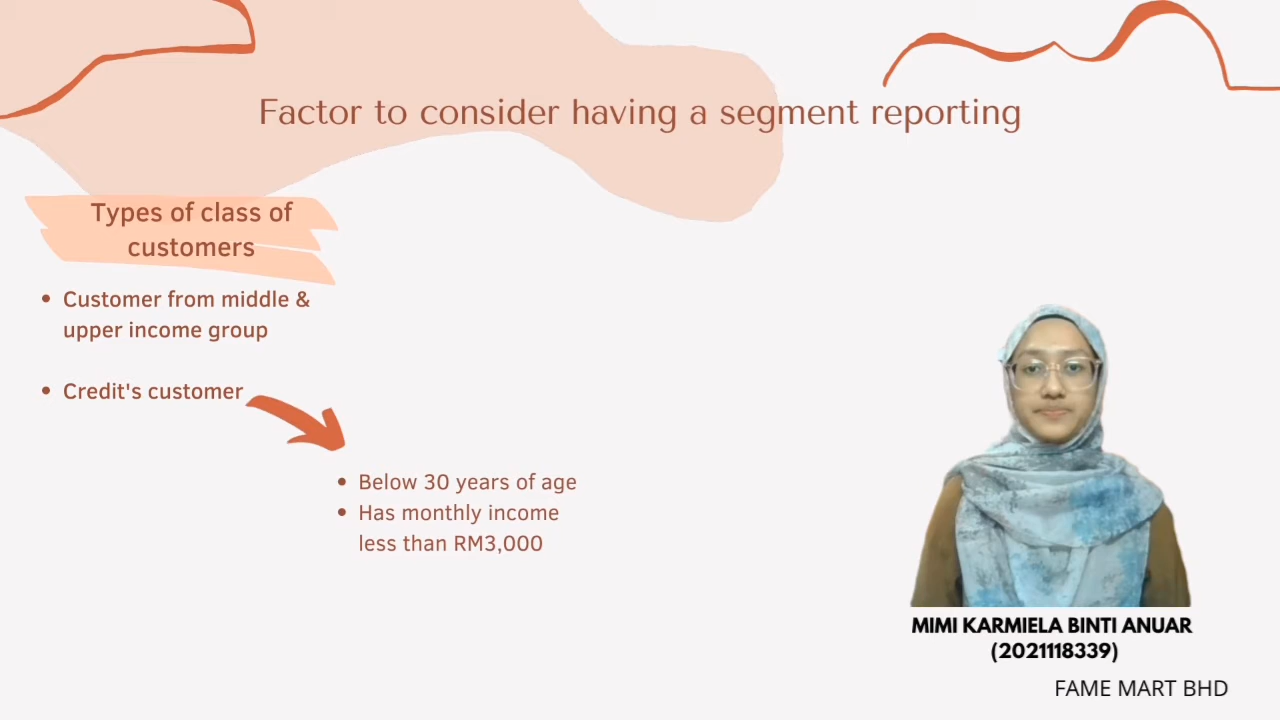 Factor to consider having a segment reporting
Types of class of
customers
• Customer from middle &
upper income group
• Credit's customer
• Below 30 years of age
• Has monthly income
less than RM3,000
MIMI KARMIELA BINTI ANUAR
(2021118339)
FAME MART BHD